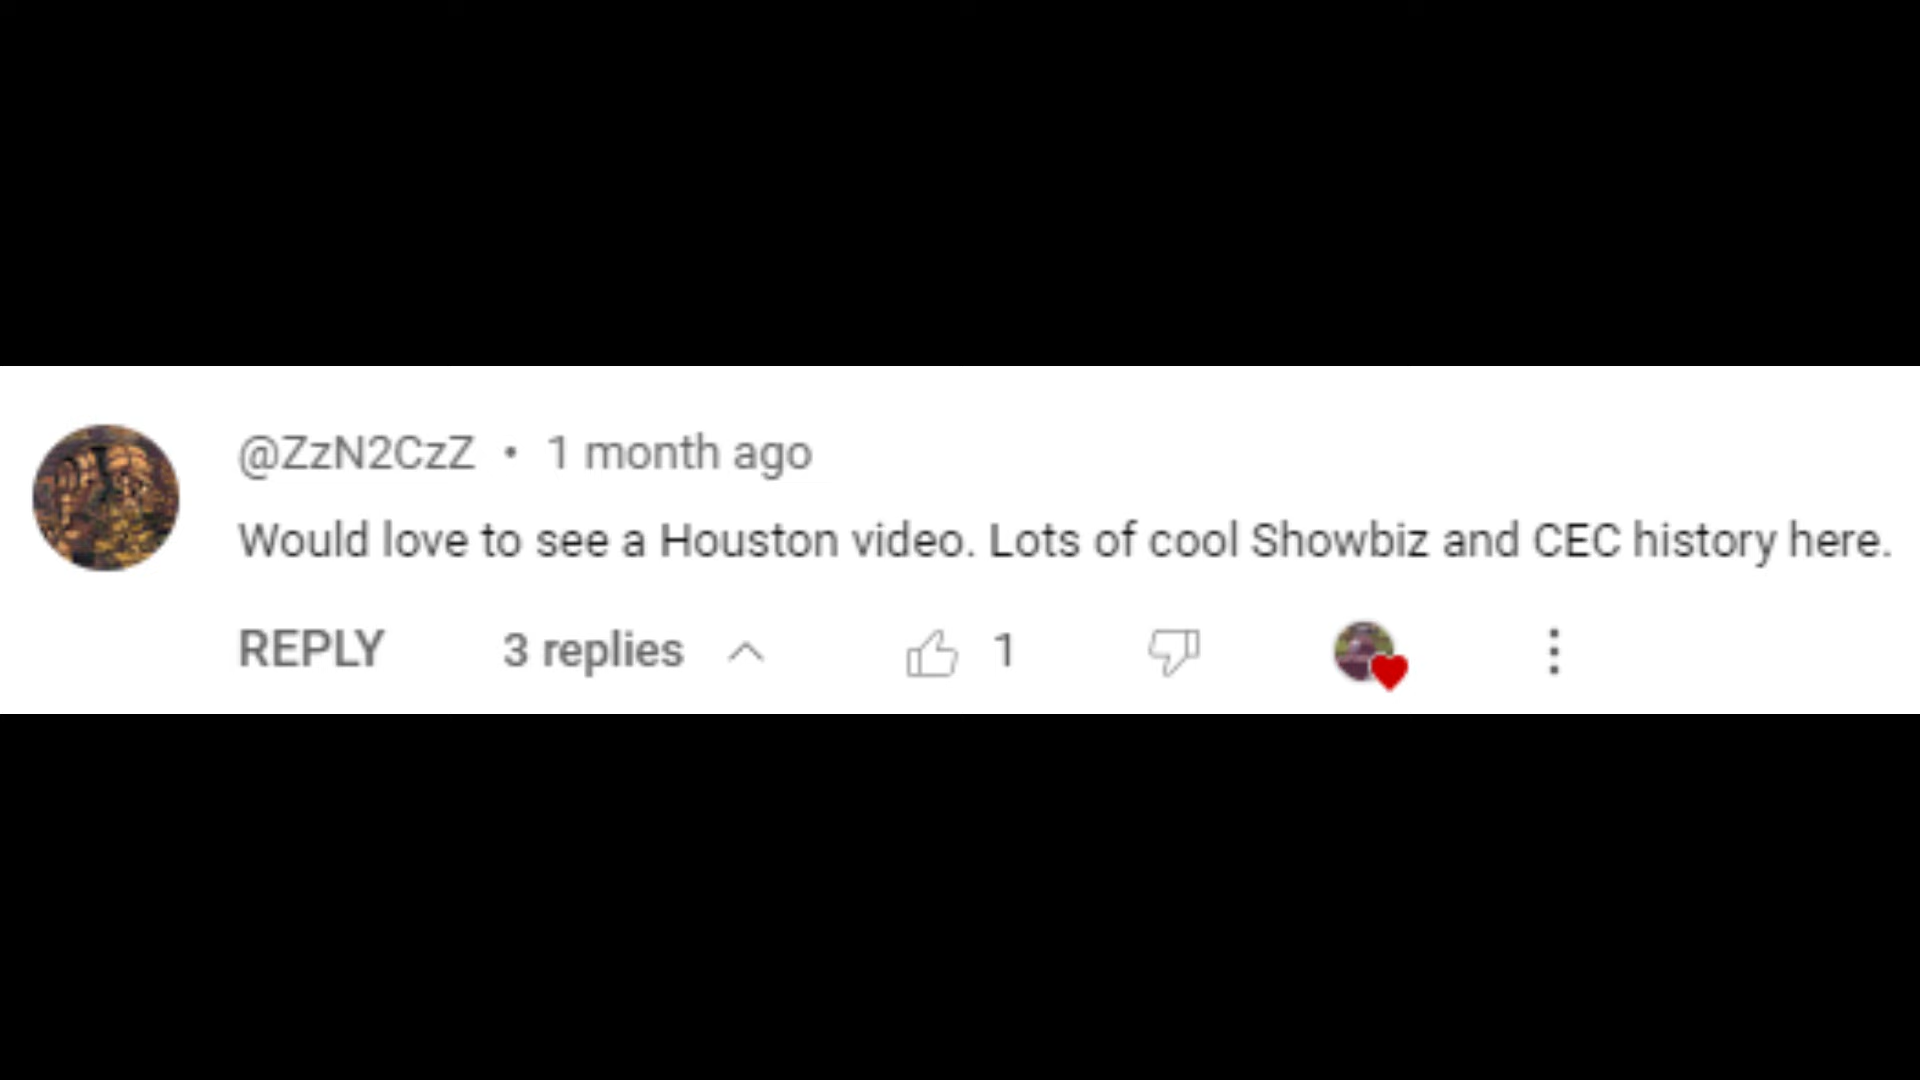 @ZzN2CzZ • 1 month ago
Would love to see a Houston video. Lots of cool Showbiz and CEC history here.
REPLY 3 replies 1